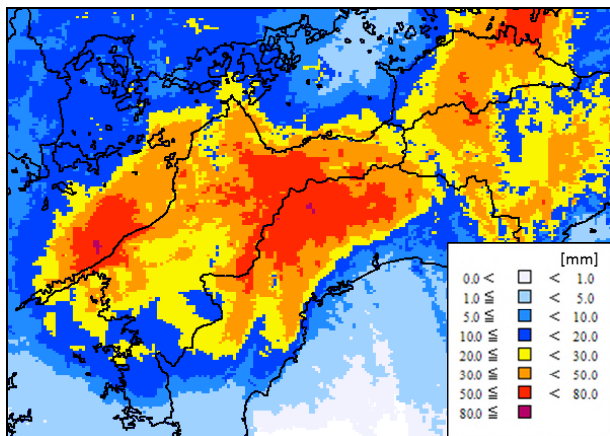 [mm]
0.0 < < 1.0
1.0 ≦ < 5.0
5.0 ≦ < 10.0
10.0 ≦ < 20.0
20.0 ≦ < 30.0
30.0 ≦ < 50.0
50.0 ≦ < 80.0
80.0 ≦